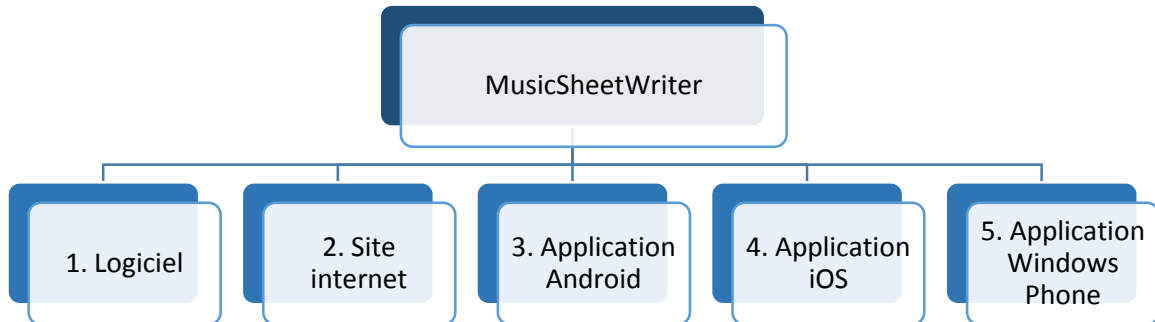 MusicSheetWriter
1. Logiciel
2. Site
internet
3. Application
Android
4. Application
iOS
5. Application
Windows
Phone